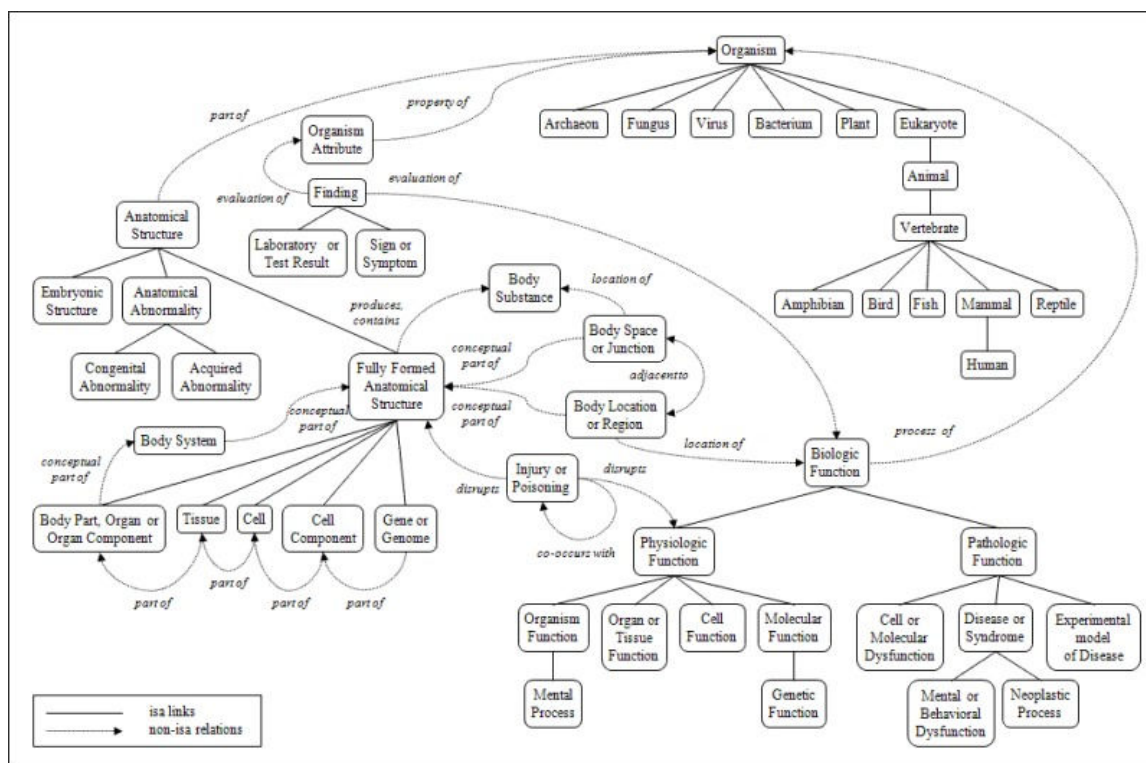 Organism
part of
property of
Archaeon
Fungus
Virus
Bacterium
Plant
Eukaryote
Organism
Attribute
evaluation of
Finding
evaluation of
Animal
Anatomical
Structure
Laboratory or
Test Result
Sign or
Symptom
Vertebrate
Embryonic
Structure
Anatomical
Abnormality
Body
Substance
location of
Amphibian
Bird
Fish
Mammal
Reptile
produces,
contains
Congenital
Abnormality
Acquired
Abnormality
Fully Formed
Anatomical
Structure
conceptual
part of
Body Space
or Junction
Human
adjacent to
conceptual
part of
Body System
conceptual
part of
Body Location
or Region
location of
Biologic
Function
process of
conceptual
part of
disrupts
Injury or
Poisoning
disrupts
Body Part, Organ or
Organ Component
Tissue
Cell
Cell
Component
Gene or
Genome
co-occurs with
Physiologic
Function
Pathologic
Function
part of
part of
part of
part of
Organism
Function
Organ or
Tissue
Function
Cell
Function
Molecular
Function
Cell or
Molecular
Dysfunction
Disease or
Syndrome
Experimental
model
of Disease
Mental
Process
Genetic
Function
Mental or
Behavioral
Dysfunction
Neoplastic
Process
isa links
non-isa relations